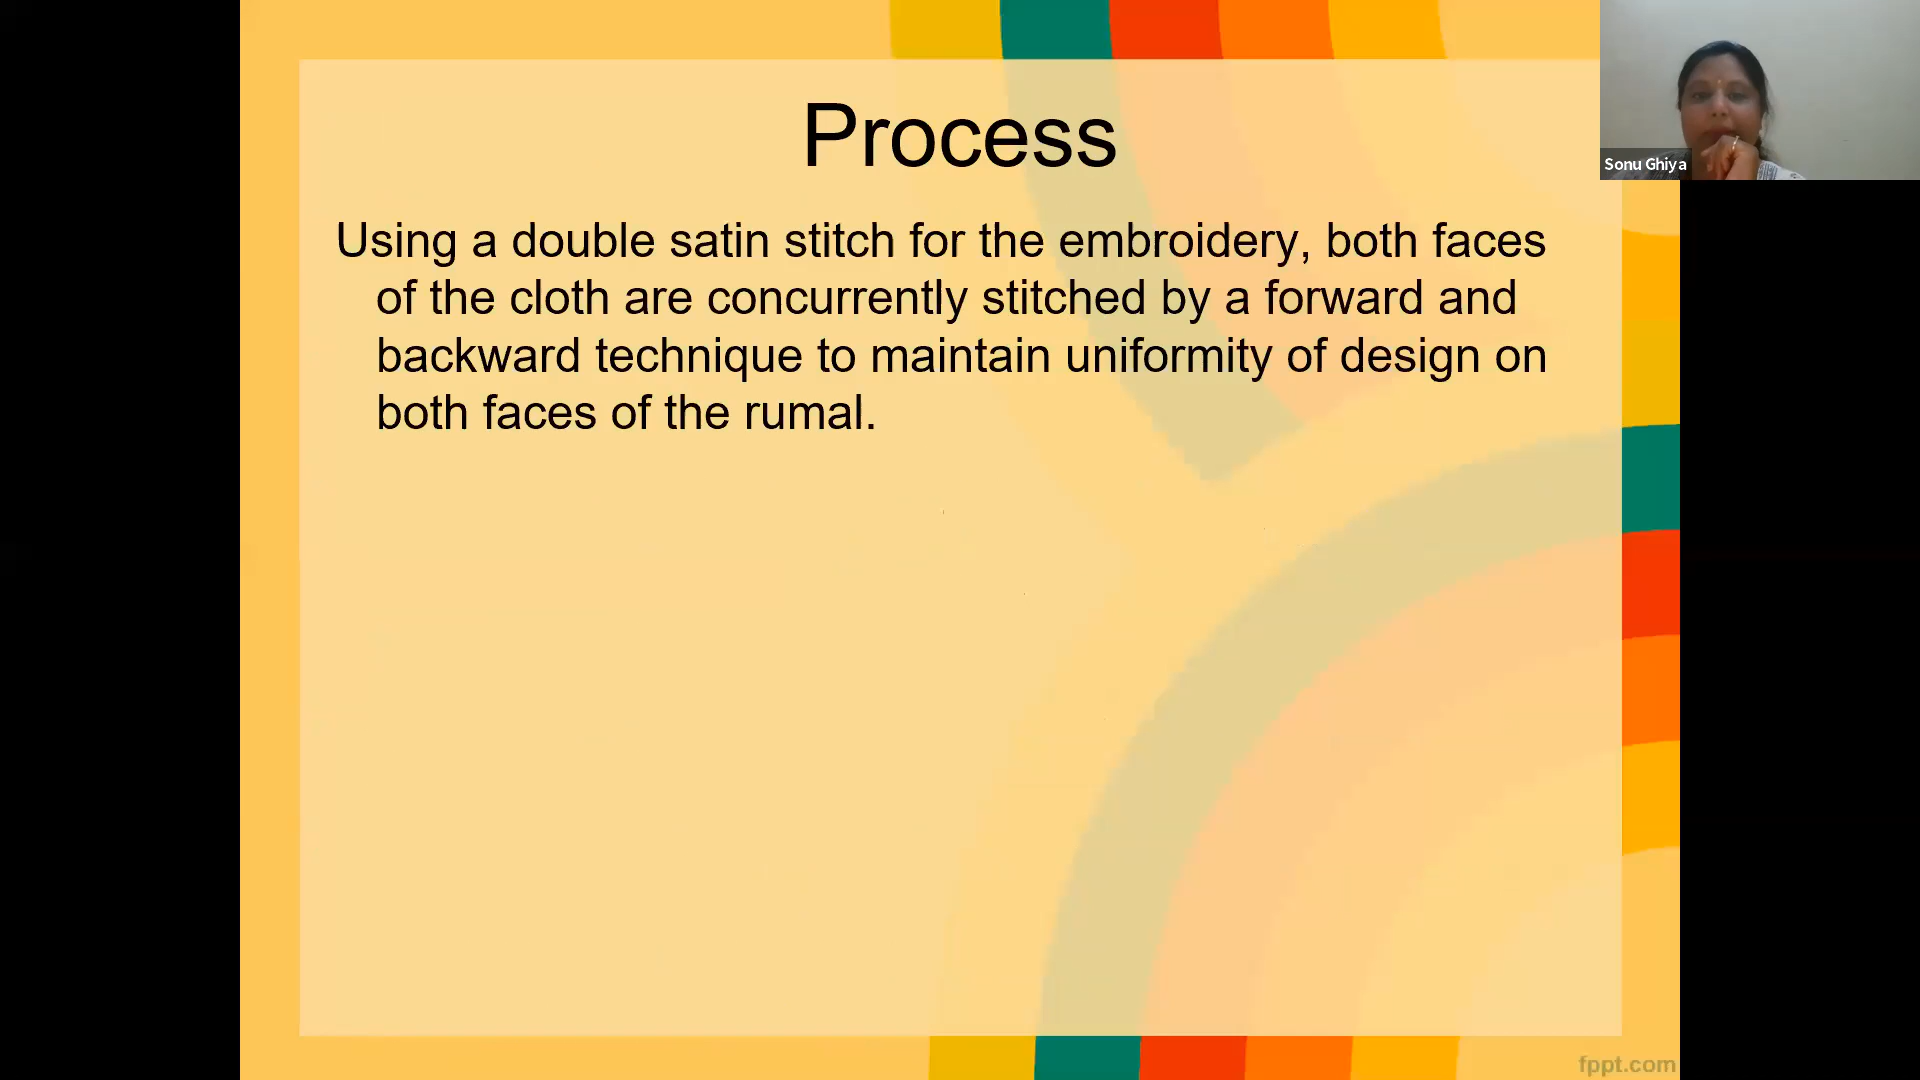 Process
Using a double satin stitch for the embroidery, both faces
of the cloth are concurrently stitched by a forward and
backward technique to maintain uniformity of design on
both faces of the rumal.
Sonu Ghiya
fppt.com